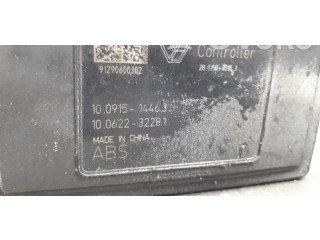 Controller
91290600302
10.0915-1446.3
10.0622-3228.1
MADE IN CHINA
ABS